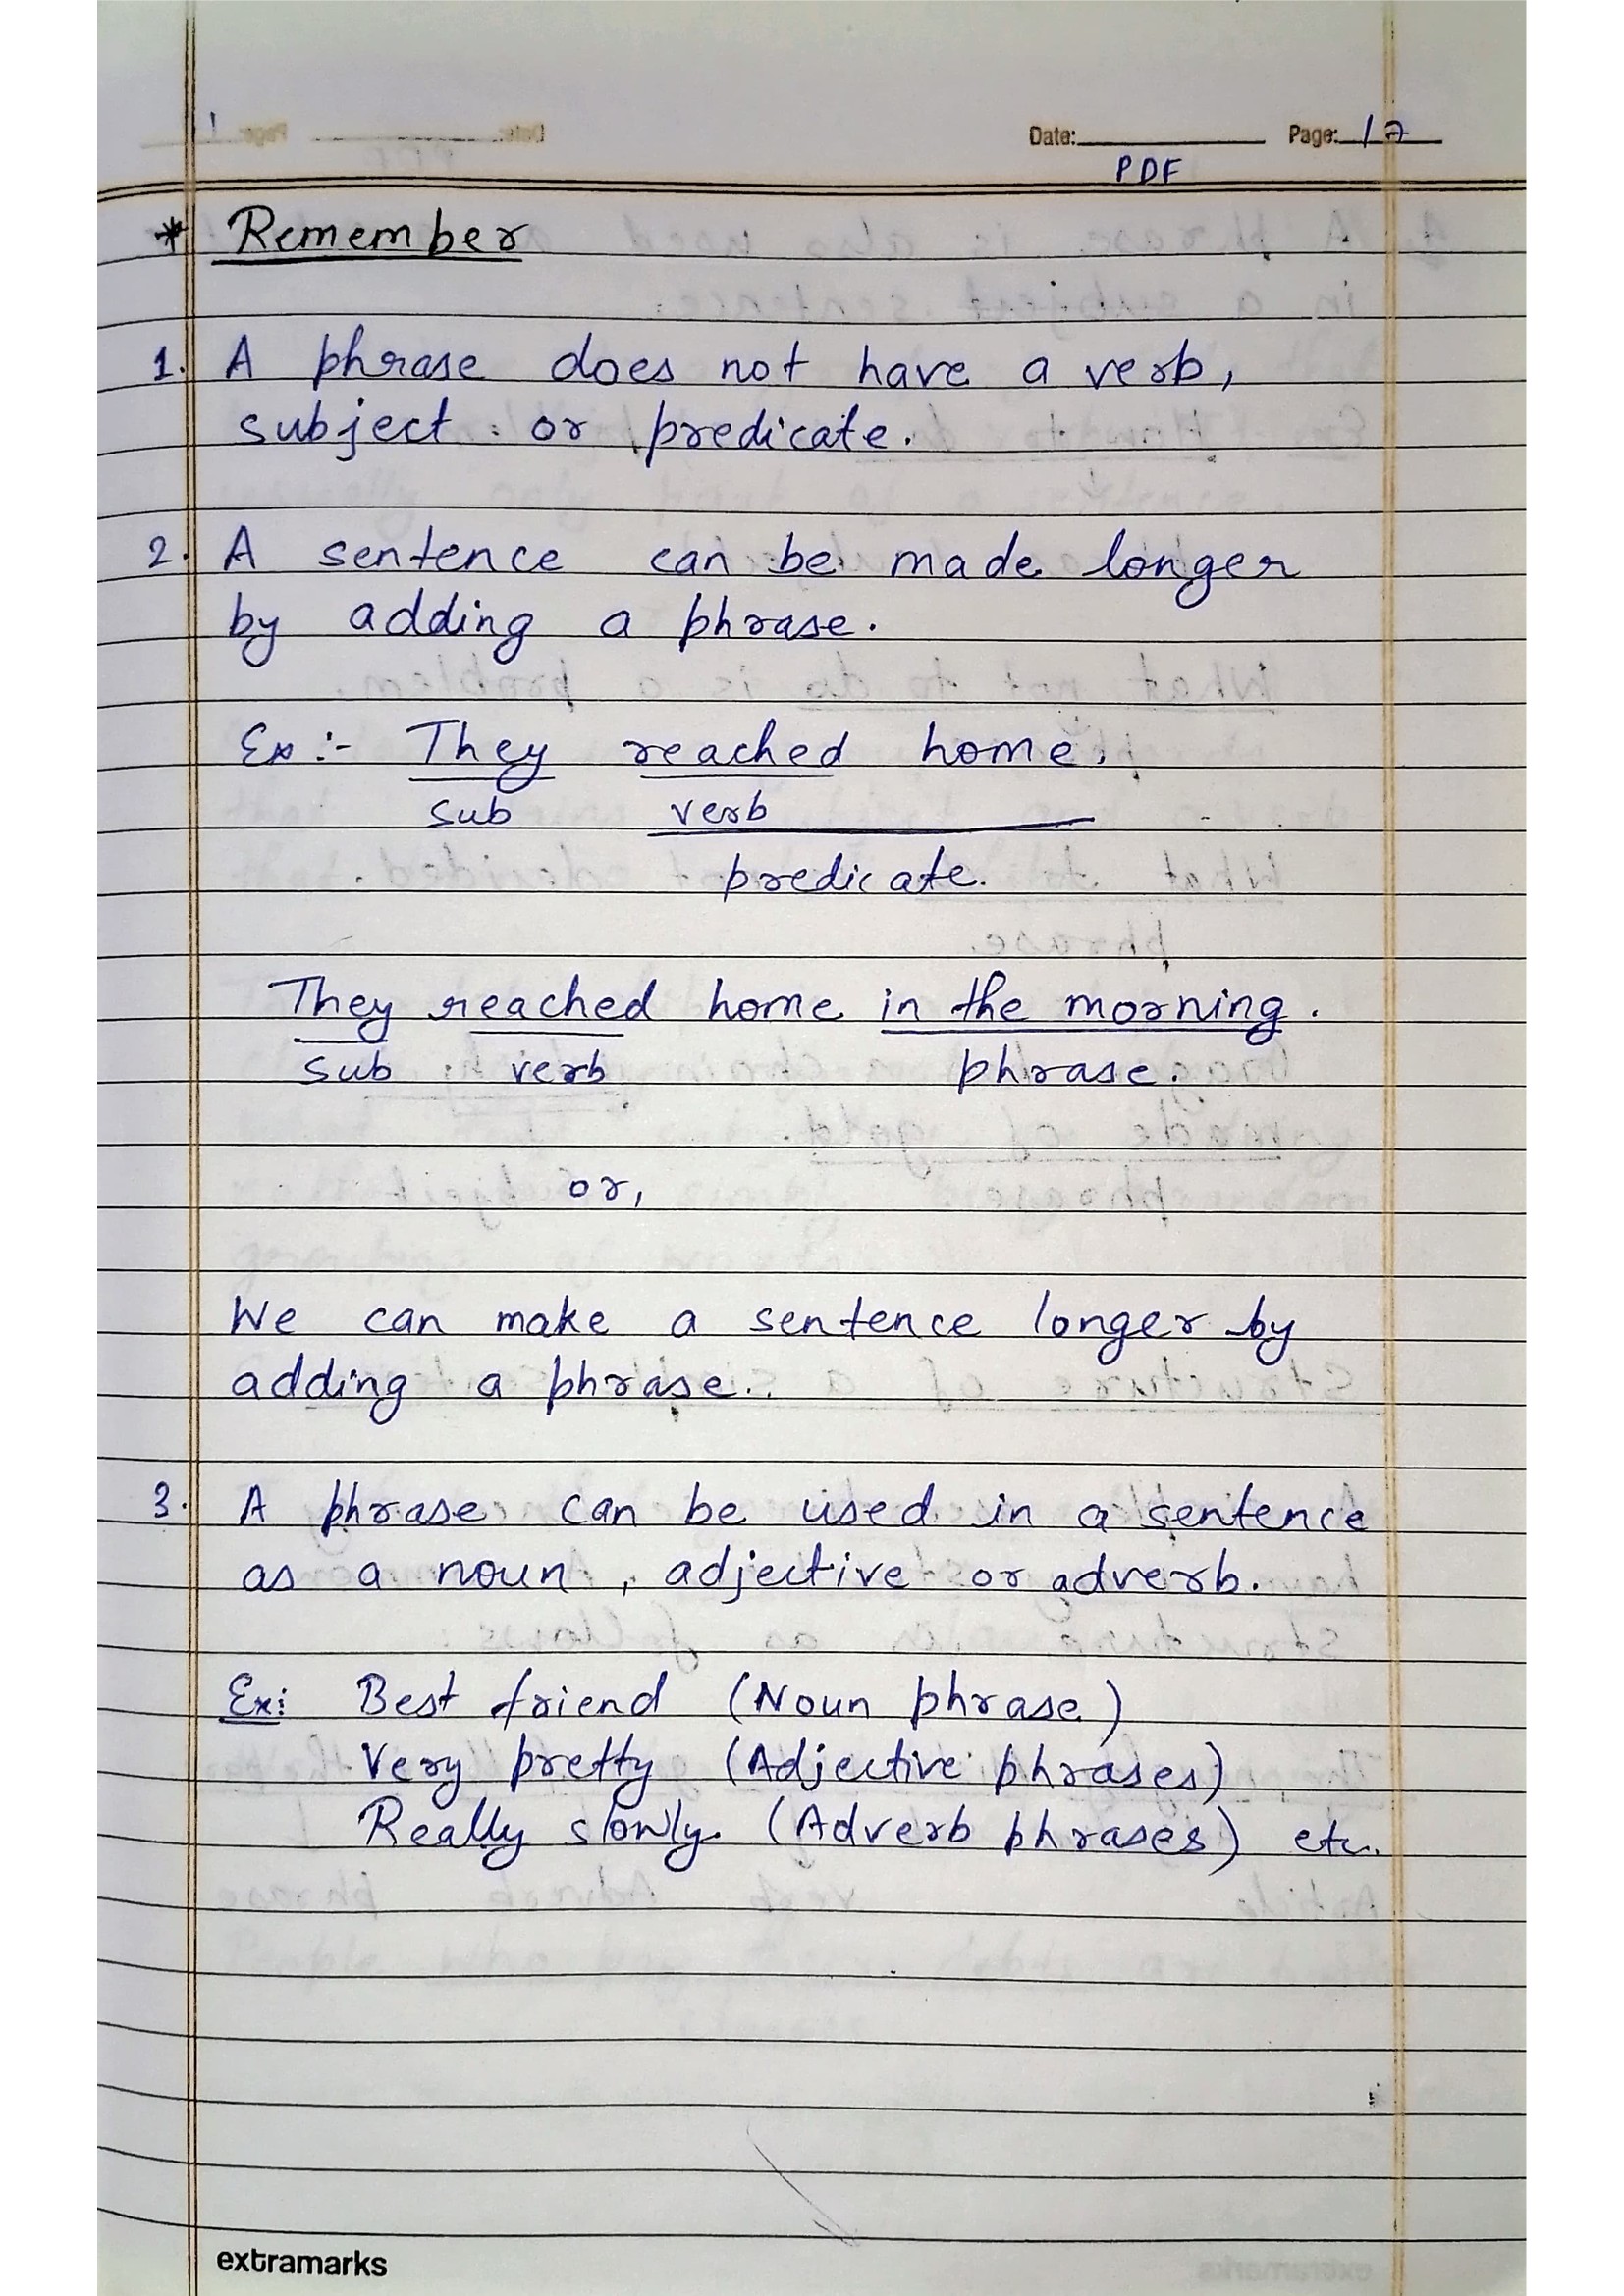 Date: Page: 17
PDF
* Remember
1. A phrase does not have a verb,
subject or predicate.
2. A sentence can be made longer
by adding a phrase.
Ex :- They reached home.
sub verb
predicate.
They reached home in the morning.
sub verb phrase.
or,
We can make a sentence longer by
adding a phrase.
3. A phrase can be used in a sentence
as a noun, adjective or adverb.
Ex: Best friend (Noun phrase)
Very pretty (Adjective phrases)
Really slowly (Adverb phrases) etc.
extramarks